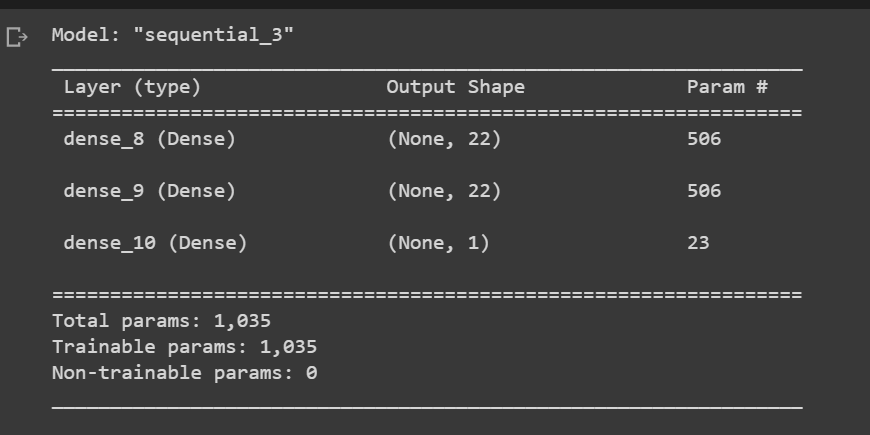 Model: "sequential_3"
Layer (type) Output Shape Param #
=================================================================
dense_8 (Dense) (None, 22) 506
dense_9 (Dense) (None, 22) 506
dense_10 (Dense) (None, 1) 23
=================================================================
Total params: 1,035
Trainable params: 1,035
Non-trainable params: 0